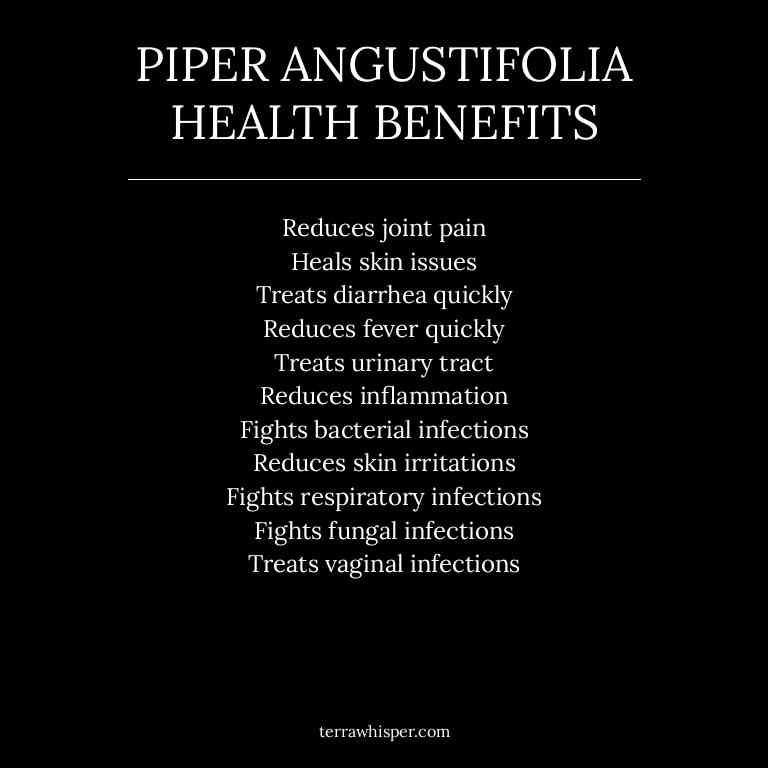 PIPER ANGUSTIFOLIA
HEALTH BENEFITS
Reduces joint pain
Heals skin issues
Treats diarrhea quickly
Reduces fever quickly
Treats urinary tract
Reduces inflammation
Fights bacterial infections
Reduces skin irritations
Fights respiratory infections
Fights fungal infections
Treats vaginal infections
terrawhisper.com